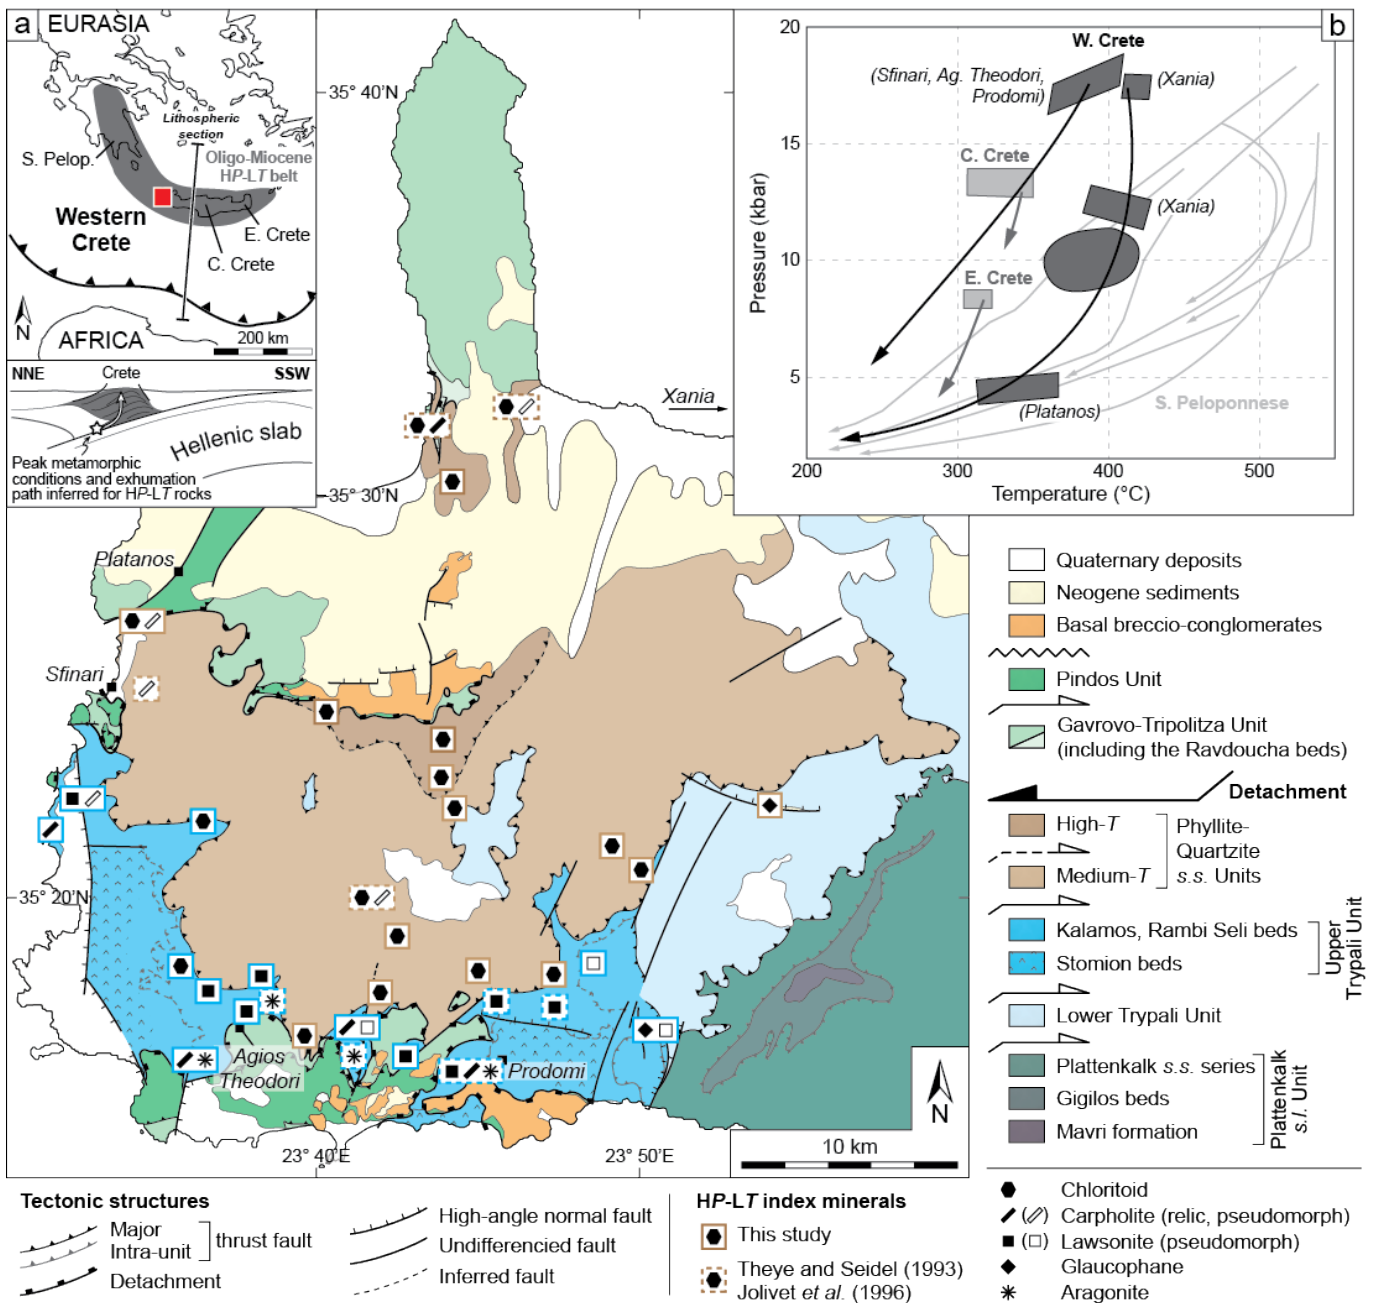 a
EURASIA
Lithospheric
section
S. Pelop.
Oligo-Miocene
HP-LT belt
Western
Crete
E. Crete
C. Crete
N
AFRICA
200 km
NNE
Crete
SSW
Hellenic slab
Peak metamorphic
conditions and exhumation
path inferred for HP-LT rocks
35° 40'N
35° 30'N
35° 20'N
23° 40'E
23° 50'E
Xania
Platanos
Sfinari
Agios
Theodori
Prodomi
N
10 km
b
20
15
10
5
Pressure (kbar)
200
300
400
500
Temperature (°C)
W. Crete
(Sfinari, Ag. Theodori,
Prodomi)
(Xania)
C. Crete
(Xania)
E. Crete
(Platanos)
S. Peloponnese
Quaternary deposits
Neogene sediments
Basal breccio-conglomerates
Pindos Unit
Gavrovo-Tripolitza Unit
(including the Ravdoucha beds)
Detachment
High-T
Medium-T
Phyllite-
Quartzite
s.s. Units
Kalamos, Rambi Seli beds
Stomion beds
Upper
Trypali Unit
Lower Trypali Unit
Plattenkalk s.s. series
Gigilos beds
Mavri formation
Plattenkalk
s.l. Unit
Tectonic structures
Major
Intra-unit
thrust fault
Detachment
High-angle normal fault
Undifferencied fault
Inferred fault
HP-LT index minerals
This study
Theye and Seidel (1993)
Jolivet et al. (1996)
Chloritoid
Carpholite (relic, pseudomorph)
Lawsonite (pseudomorph)
Glaucophane
Aragonite